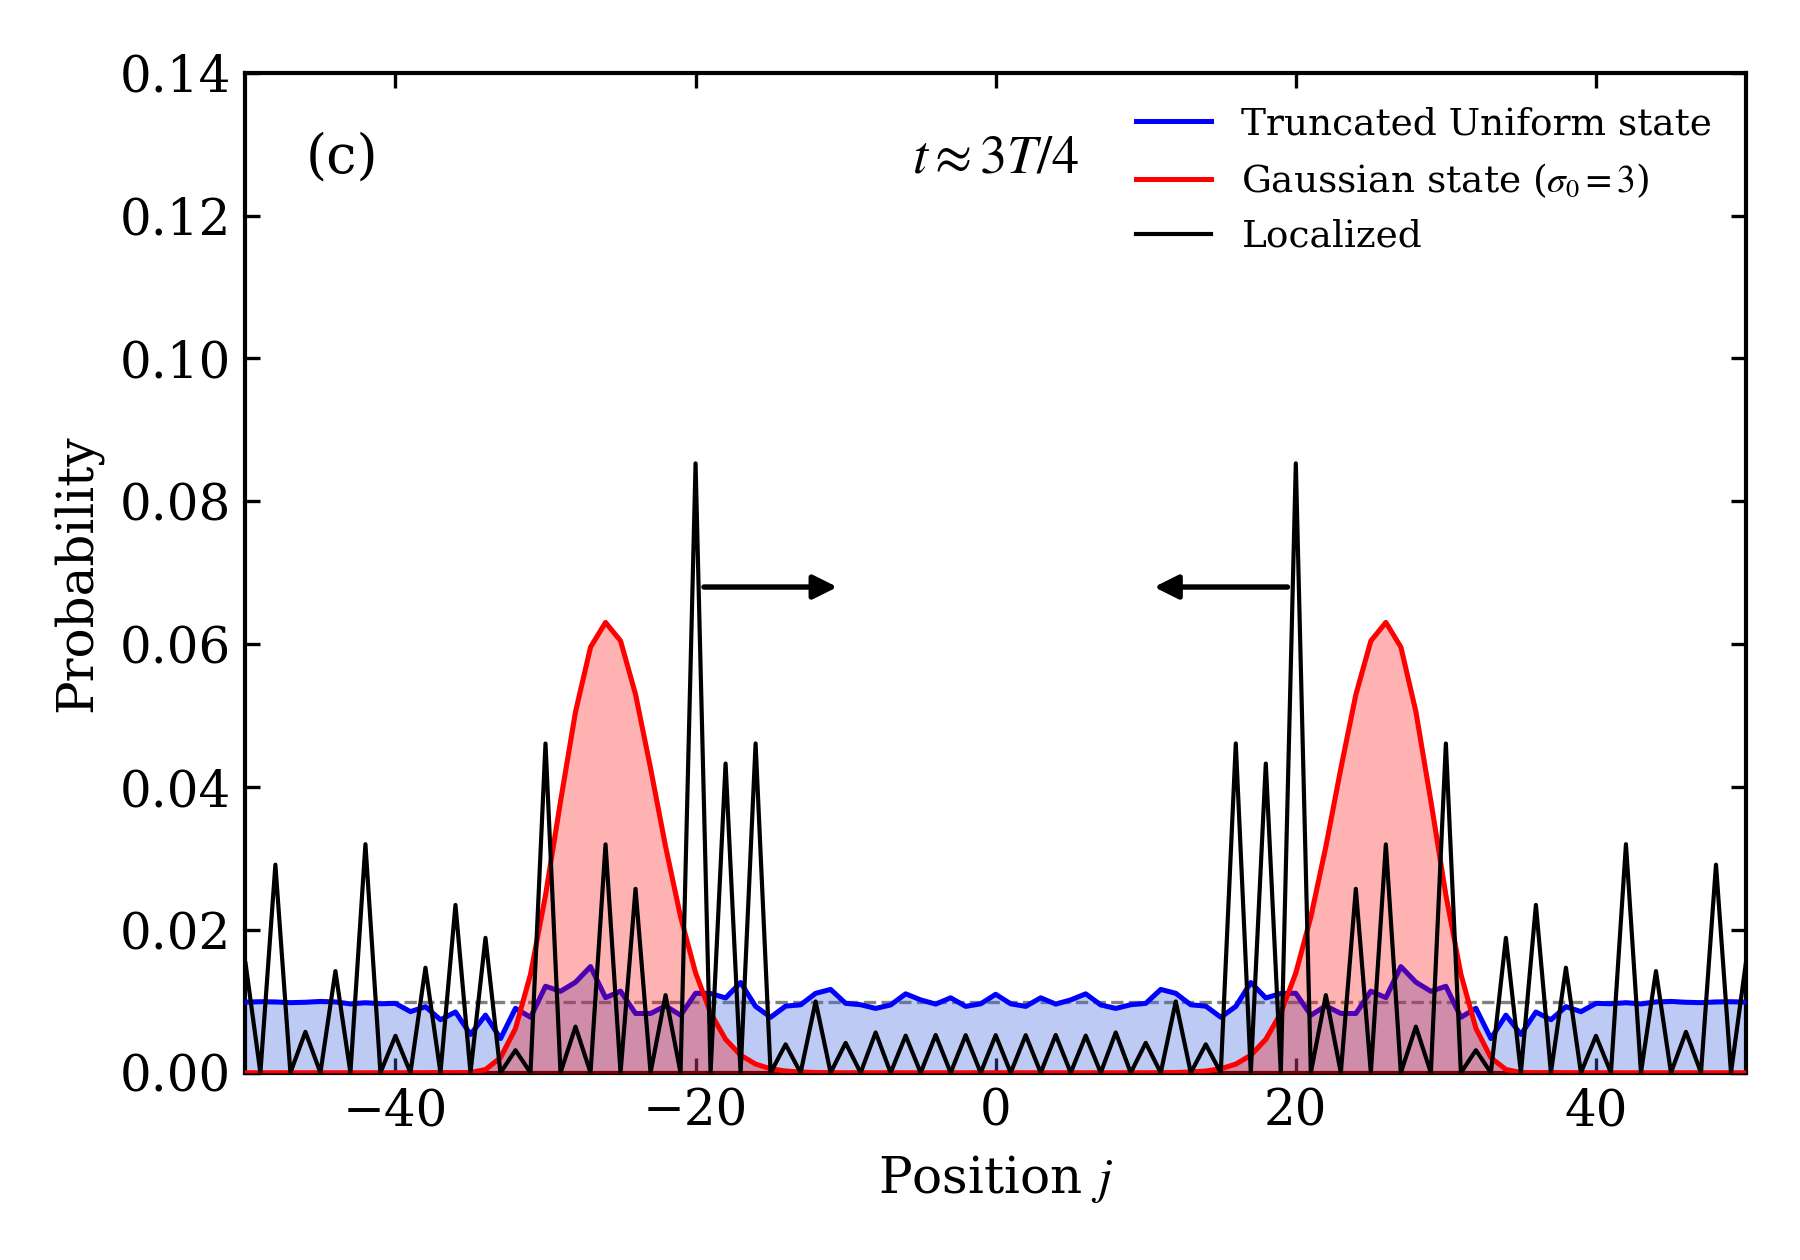 0.14
0.12
0.10
0.08
0.06
0.04
0.02
0.00
Probability
(c)
t ≈ 3T/4
Truncated Uniform state
Gaussian state (σ₀ = 3)
Localized
−40
−20
0
20
40
Position j